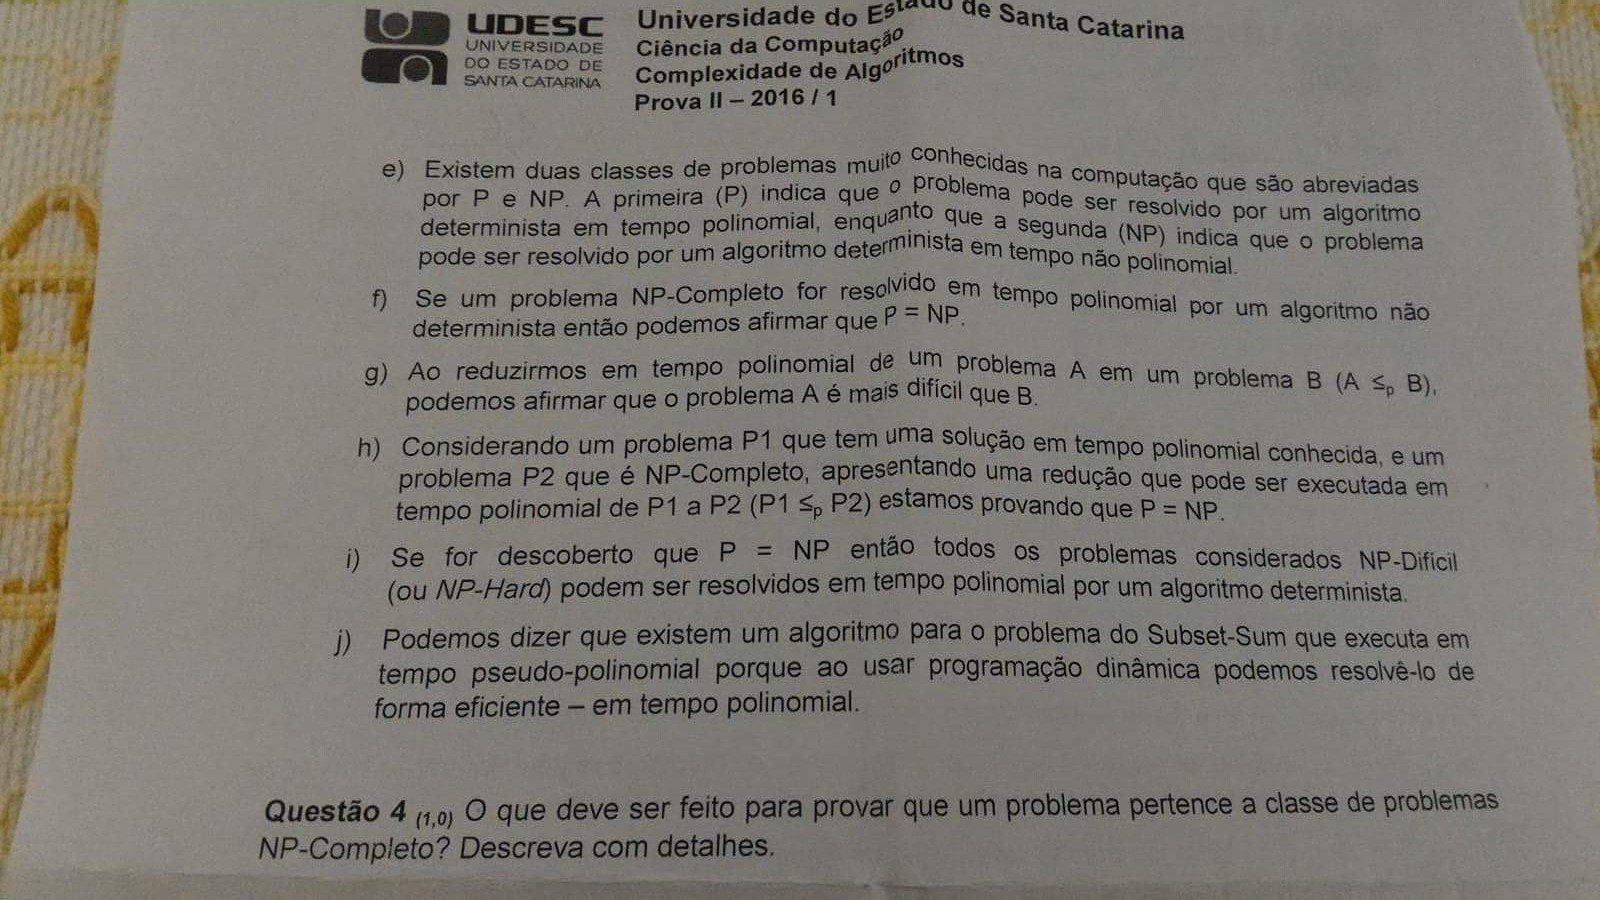 UDESC
UNIVERSIDADE
DO ESTADO DE
SANTA CATARINA
Universidade do Estado de Santa Catarina
Ciência da Computação
Complexidade de Algoritmos
Prova II – 2016 / 1
e) Existem duas classes de problemas muito conhecidas na computação que são abreviadas
por P e NP. A primeira (P) indica que o problema pode ser resolvido por um algoritmo
determinista em tempo polinomial, enquanto que a segunda (NP) indica que o problema
pode ser resolvido por um algoritmo determinista em tempo não polinomial.
f) Se um problema NP-Completo for resolvido em tempo polinomial por um algoritmo não
determinista então podemos afirmar que P = NP.
g) Ao reduzirmos em tempo polinomial de um problema A em um problema B (A ≤p B),
podemos afirmar que o problema A é mais difícil que B.
h) Considerando um problema P1 que tem uma solução em tempo polinomial conhecida, e um
problema P2 que é NP-Completo, apresentando uma redução que pode ser executada em
tempo polinomial de P1 a P2 (P1 ≤p P2) estamos provando que P = NP.
i) Se for descoberto que P = NP então todos os problemas considerados NP-Difícil
(ou NP-Hard) podem ser resolvidos em tempo polinomial por um algoritmo determinista.
j) Podemos dizer que existem um algoritmo para o problema do Subset-Sum que executa em
tempo pseudo-polinomial porque ao usar programação dinâmica podemos resolvê-lo de
forma eficiente – em tempo polinomial.
Questão 4 (1,0) O que deve ser feito para provar que um problema pertence a classe de problemas
NP-Completo? Descreva com detalhes.